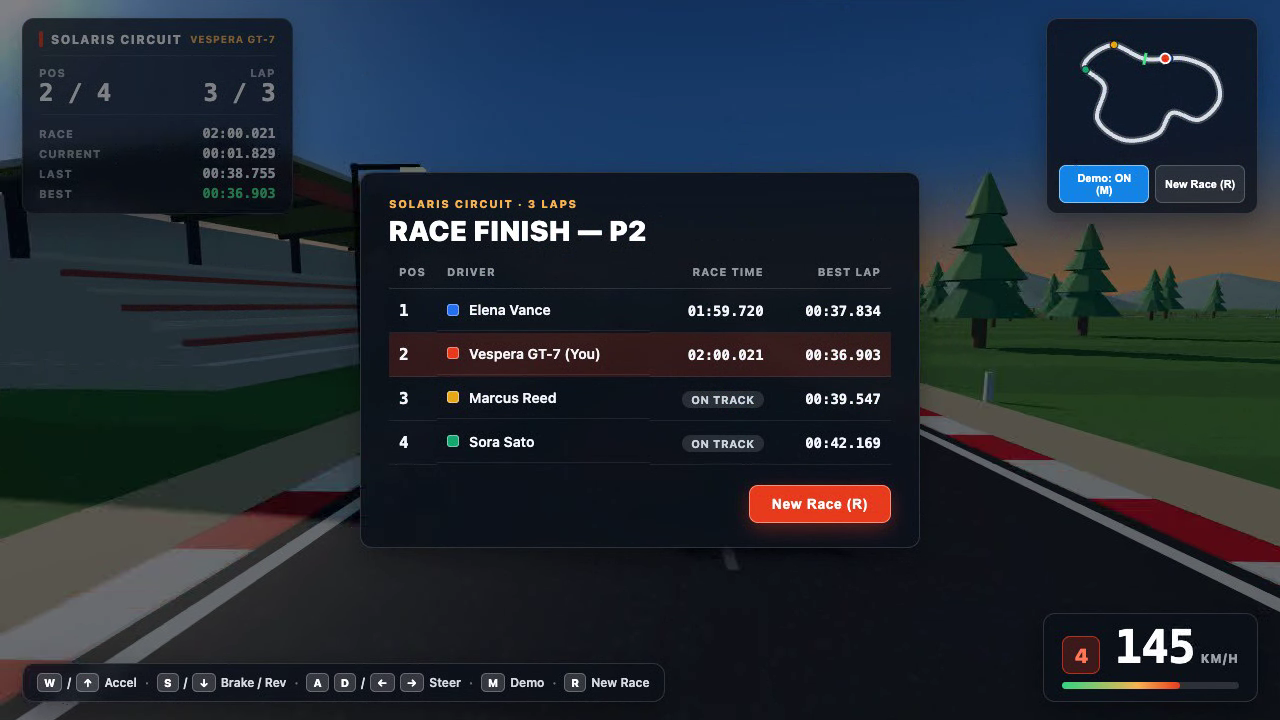 SOLARIS CIRCUIT VESPERA GT-7
POS LAP
2 / 4 3 / 3
RACE 02:00.021
CURRENT 00:01.829
LAST 00:38.755
BEST 00:36.903
Demo: ON
(M)
New Race (R)
SOLARIS CIRCUIT · 3 LAPS
RACE FINISH — P2
POS DRIVER RACE TIME BEST LAP
1 Elena Vance 01:59.720 00:37.834
2 Vespera GT-7 (You) 02:00.021 00:36.903
3 Marcus Reed ON TRACK 00:39.547
4 Sora Sato ON TRACK 00:42.169
New Race (R)
W / ↑ Accel · S / ↓ Brake / Rev · A D / ← → Steer · M Demo · R New Race
4 145 KM/H